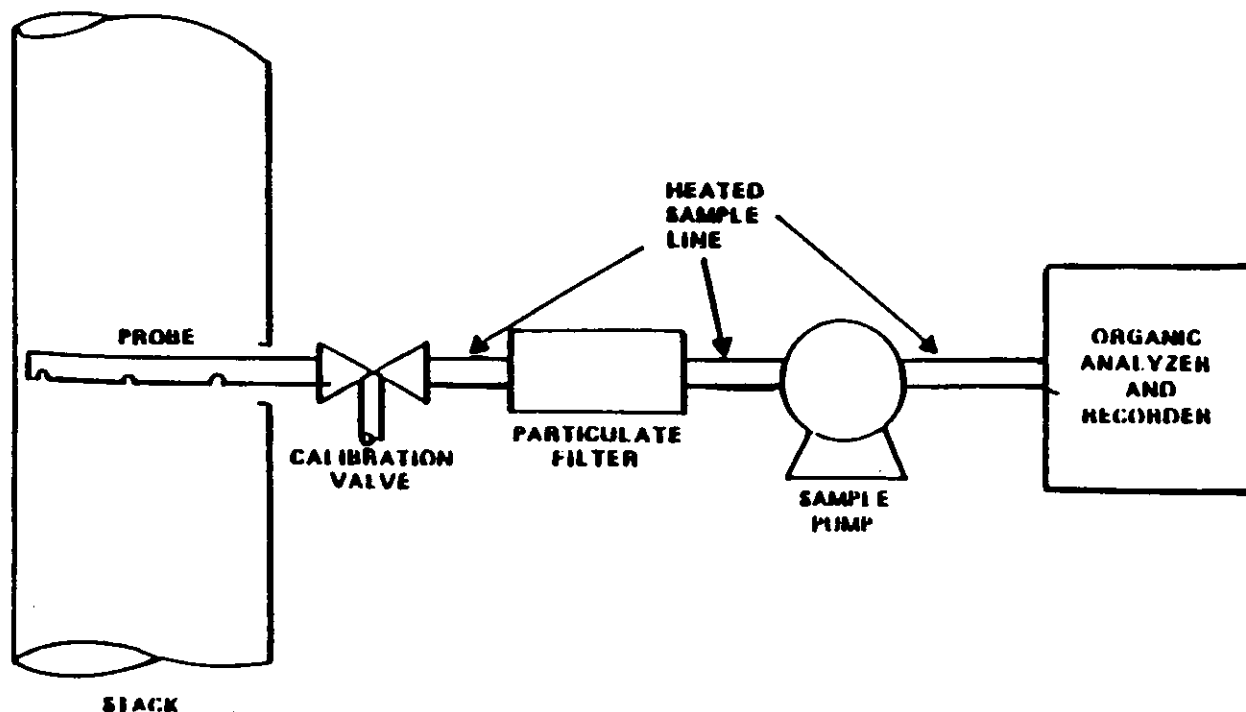 HEATED
SAMPLE
LINE
PROBE
ORGANIC
ANALYZER
AND
RECORDER
CALIBRATION
VALVE
PARTICULATE
FILTER
SAMPLE
PUMP
STACK